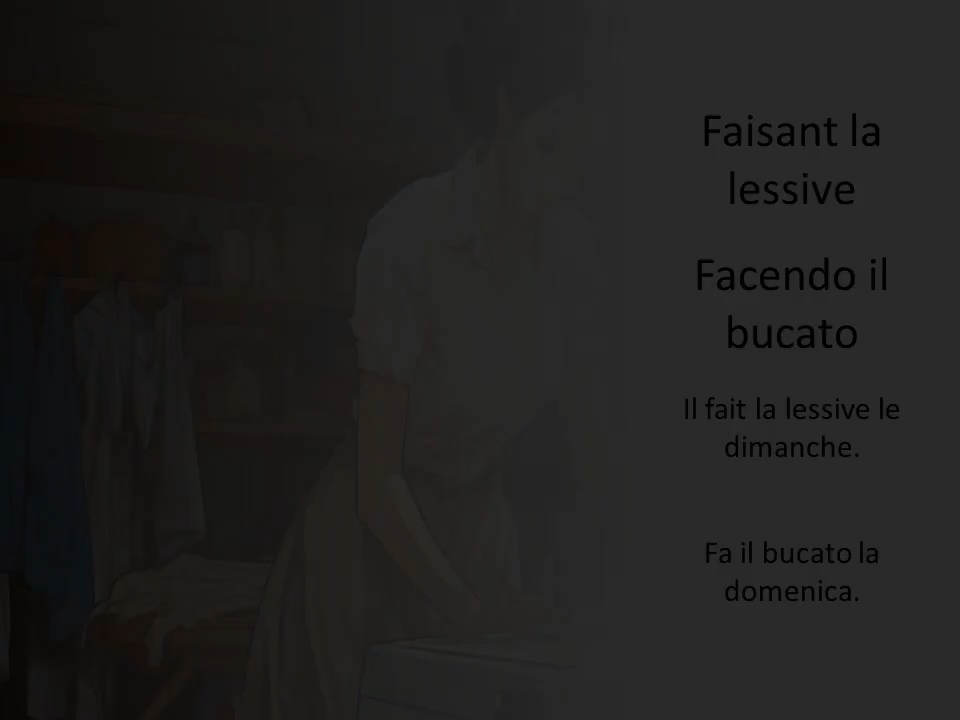 Faisant la
lessive
Facendo il
bucato
Il fait la lessive le
dimanche.
Fa il bucato la
domenica.